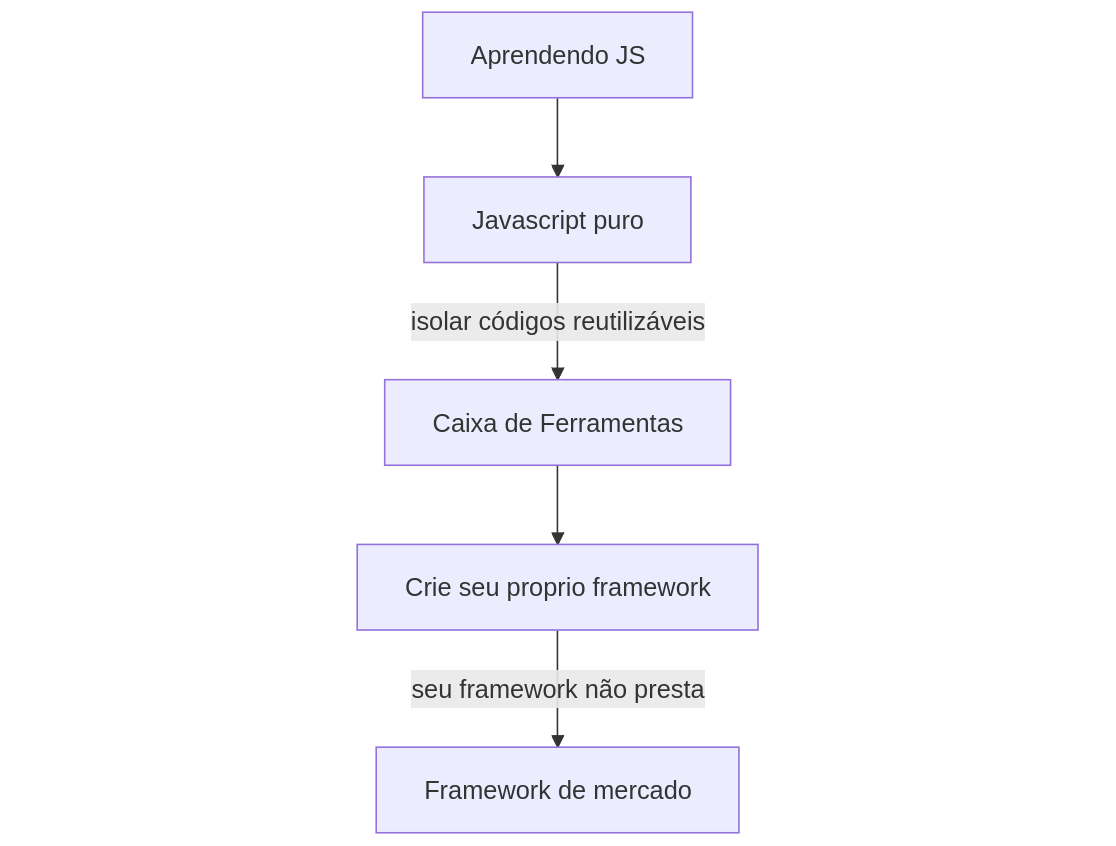 Aprendendo JS
Javascript puro
isolar códigos reutilizáveis
Caixa de Ferramentas
Crie seu proprio framework
seu framework não presta
Framework de mercado